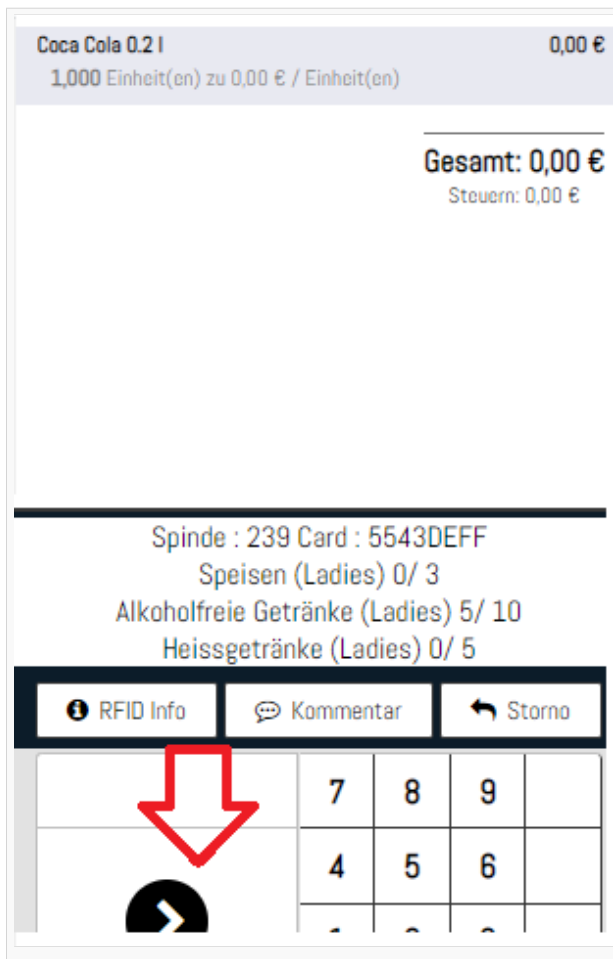 Coca Cola 0.2 l 0,00 €
1,000 Einheit(en) zu 0,00 € / Einheit(en)
Gesamt: 0,00 €
Steuern: 0,00 €
Spinde : 239 Card : 5543DEFF
Speisen (Ladies) 0/ 3
Alkoholfreie Getränke (Ladies) 5/ 10
Heissgetränke (Ladies) 0/ 5
RFID Info Kommentar Storno
7 8 9
4 5 6